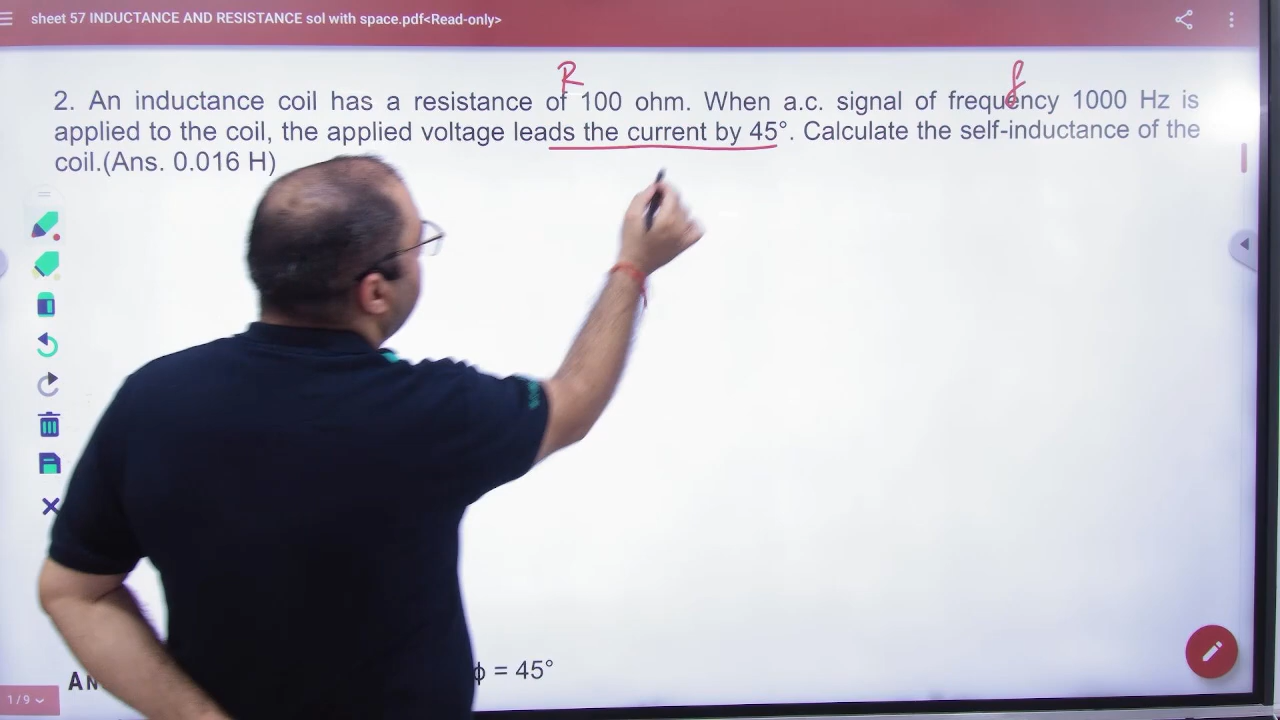 sheet 57 INDUCTANCE AND RESISTANCE sol with space.pdf<Read-only>
R f
2. An inductance coil has a resistance of 100 ohm. When a.c. signal of frequency 1000 Hz is
applied to the coil, the applied voltage leads the current by 45°. Calculate the self-inductance of the
coil.(Ans. 0.016 H)
ϕ = 45°
1/9